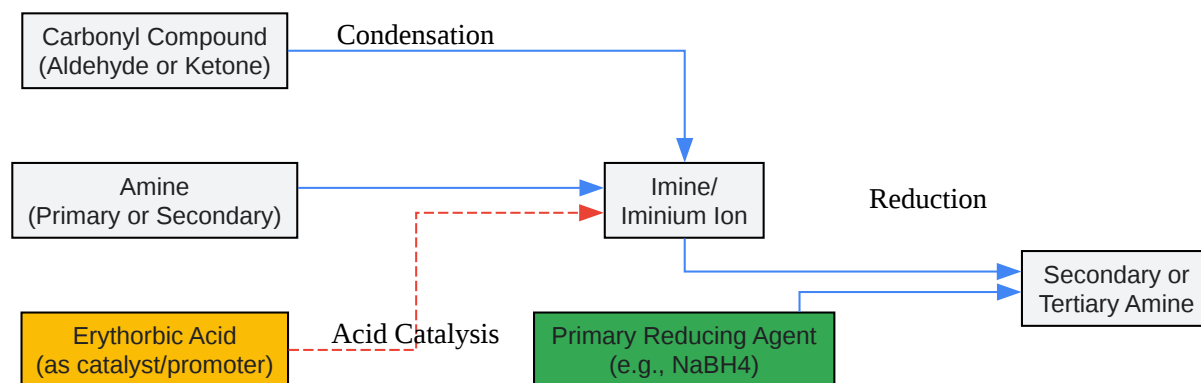 Carbonyl Compound
(Aldehyde or Ketone)
Condensation
Amine
(Primary or Secondary)
Imine/
Iminium Ion
Reduction
Secondary or
Tertiary Amine
Erythorbic Acid
(as catalyst/promoter)
Acid Catalysis
Primary Reducing Agent
(e.g., NaBH4)